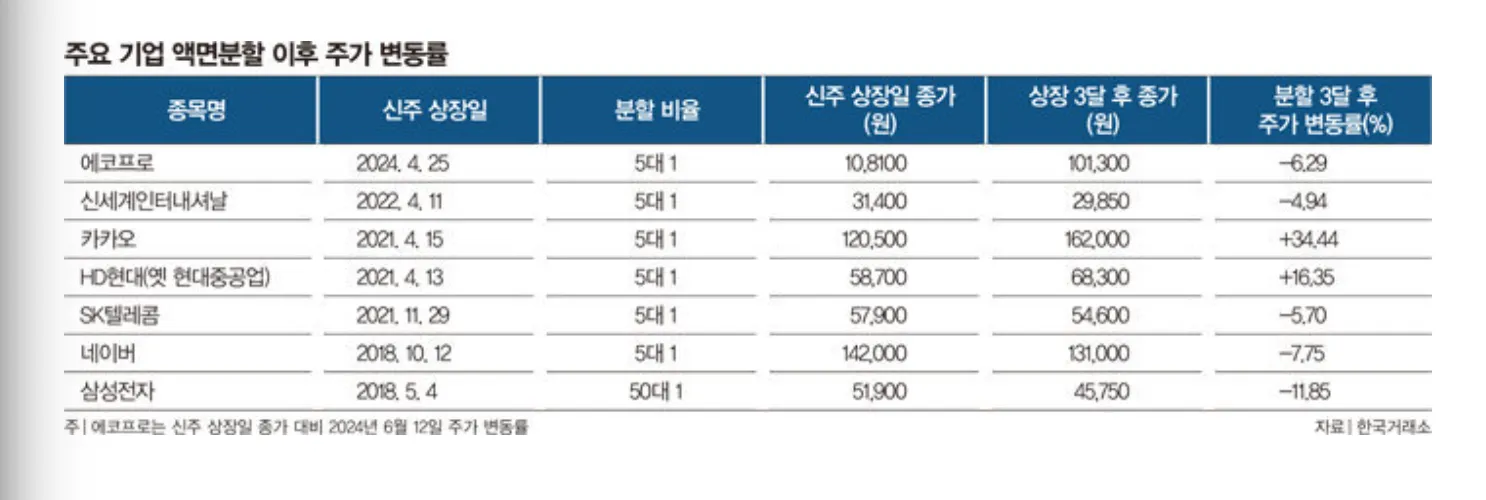 주요 기업 액면분할 이후 주가 변동률
종목명 신주 상장일 분할 비율 신주 상장일 종가 (원) 상장 3달 후 종가 (원) 분할 3달 후 주가 변동률(%)
에코프로 2024. 4. 25 5대 1 10,8100 101,300 -6.29
신세계인터내셔날 2022. 4. 11 5대 1 31,400 29,850 -4.94
카카오 2021. 4. 15 5대 1 120,500 162,000 +34.44
HD현대(옛 현대중공업) 2021. 4. 13 5대 1 58,700 68,300 +16.35
SK텔레콤 2021. 11. 29 5대 1 57,900 54,600 -5.70
네이버 2018. 10. 12 5대 1 142,000 131,000 -7.75
삼성전자 2018. 5. 4 50대 1 51,900 45,750 -11.85
주 | 에코프로는 신주 상장일 종가 대비 2024년 6월 12일 주가 변동률 자료 | 한국거래소